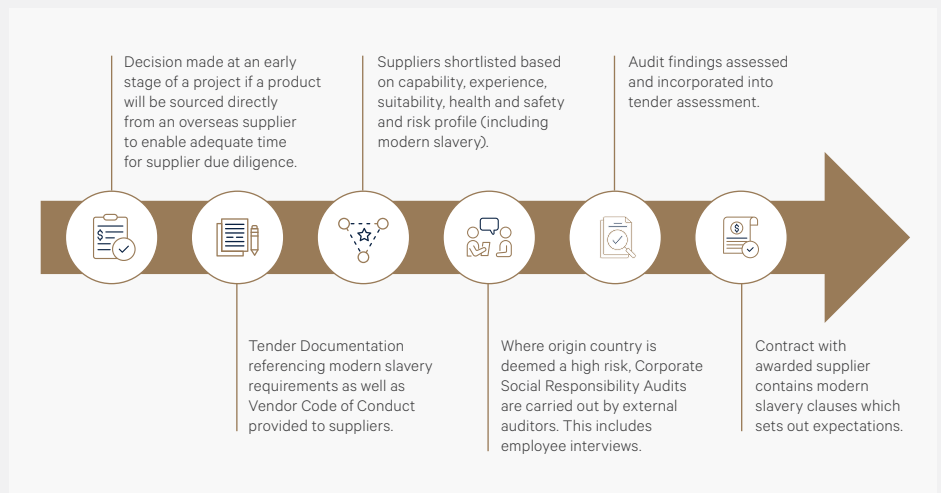 Decision made at an early
stage of a project if a product
will be sourced directly
from an overseas supplier
to enable adequate time
for supplier due diligence.
Tender Documentation
referencing modern slavery
requirements as well as
Vendor Code of Conduct
provided to suppliers.
Suppliers shortlisted based
on capability, experience,
suitability, health and safety
and risk profile (including
modern slavery).
Where origin country is
deemed a high risk, Corporate
Social Responsibility Audits
are carried out by external
auditors. This includes
employee interviews.
Audit findings assessed
and incorporated into
tender assessment.
Contract with
awarded supplier
contains modern
slavery clauses which
sets out expectations.